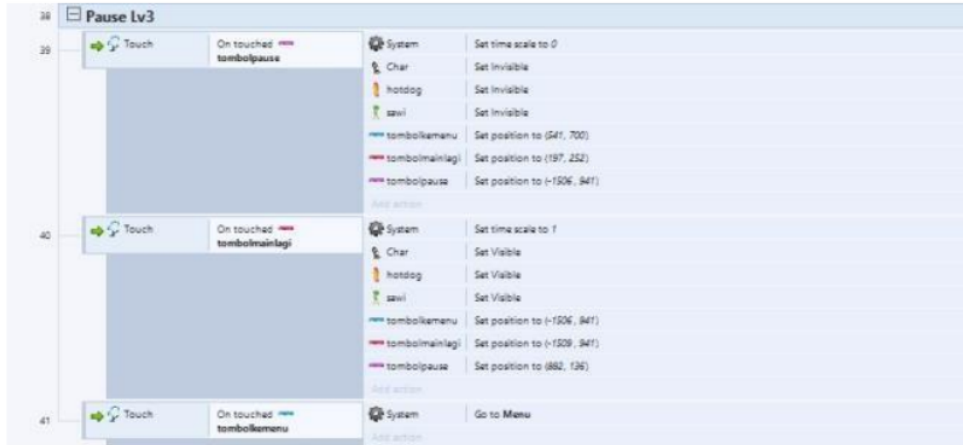 38 Pause Lv3
39 Touch On touched tombolpause System Set time scale to 0
Char Set Invisible
hotdog Set Invisible
sawi Set Invisible
tombolkemenu Set position to (541, 700)
tombolmainlagi Set position to (197, 252)
tombolpause Set position to (-1506, 941)
Add action
40 Touch On touched tombolmainlagi System Set time scale to 1
Char Set Visible
hotdog Set Visible
sawi Set Visible
tombolkemenu Set position to (-1506, 941)
tombolmainlagi Set position to (-1509, 941)
tombolpause Set position to (882, 136)
Add action
41 Touch On touched tombolkemenu System Go to Menu
Add action